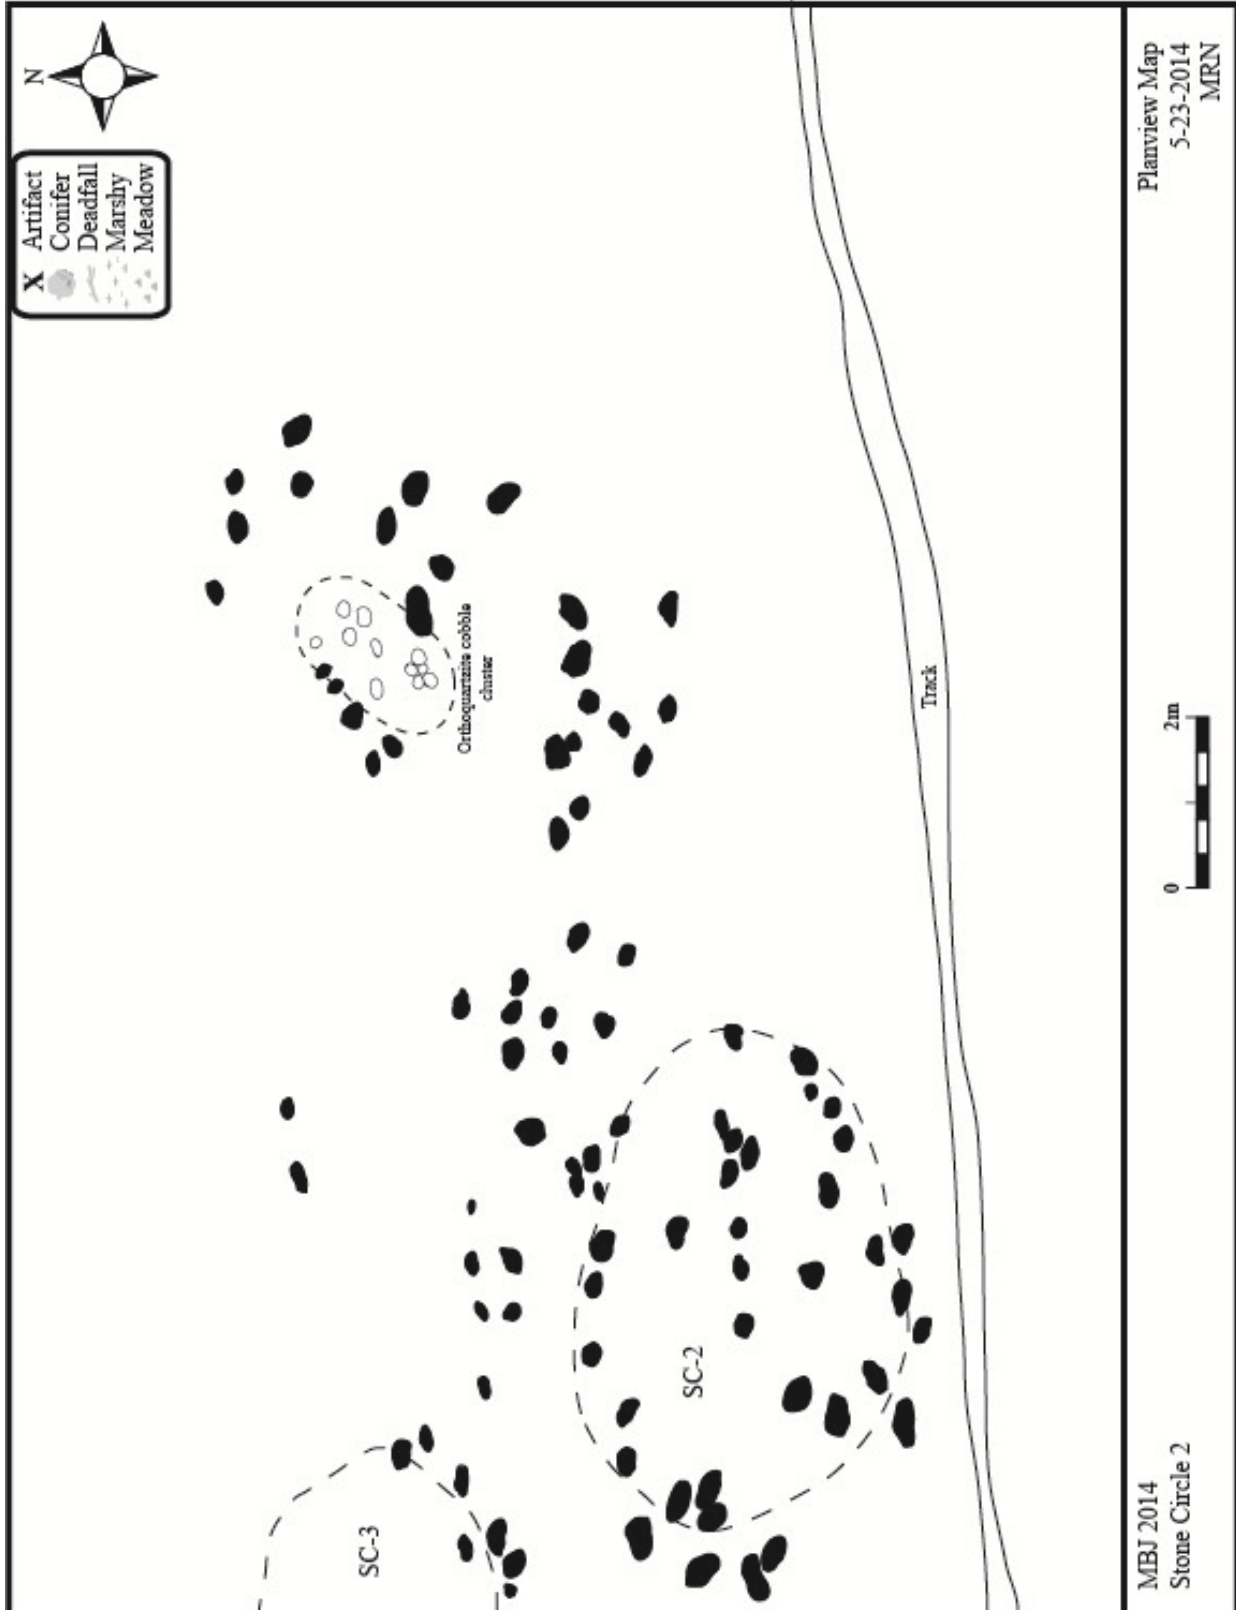 N
X Artifact
Conifer
Deadfall
Marshy
Meadow
Orthoquartzite cobble
cluster
SC-3
SC-2
Track
MBJ 2014
Stone Circle 2
0 2m
Planview Map
5-23-2014
MRN